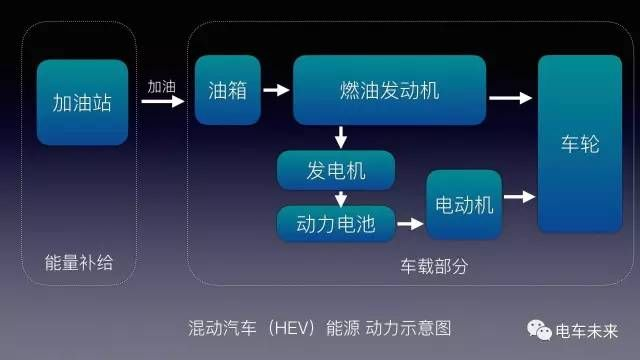 加油站
加油
油箱
燃油发动机
车轮
发电机
电动机
动力电池
能量补给
车载部分
混动汽车（HEV）能源 动力示意图
电车未来